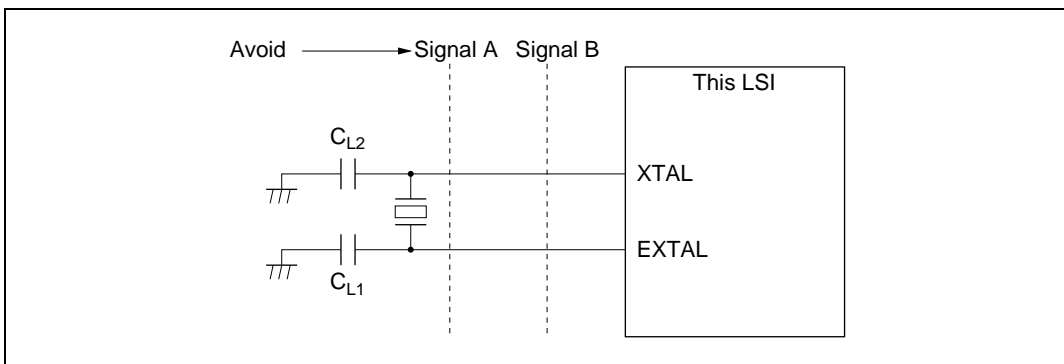 Avoid Signal A Signal B
This LSI
CL2
XTAL
EXTAL
CL1